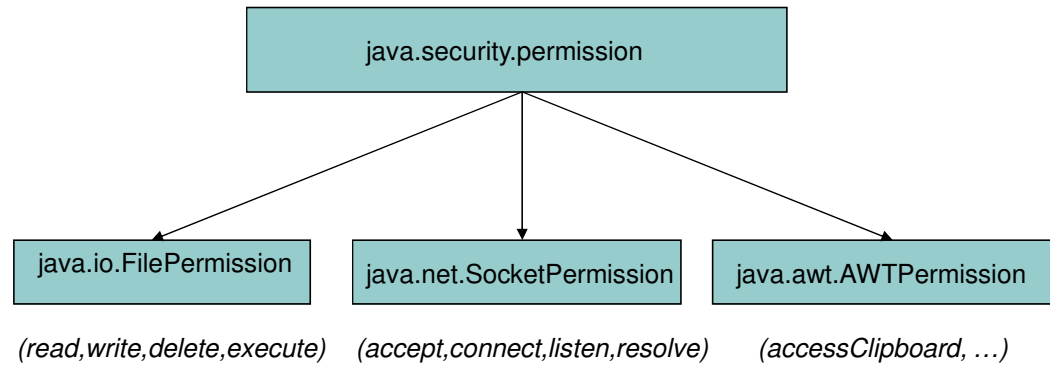 java.security.permission
java.io.FilePermission
java.net.SocketPermission
java.awt.AWTPermission
(read,write,delete,execute)
(accept,connect,listen,resolve)
(accessClipboard, …)